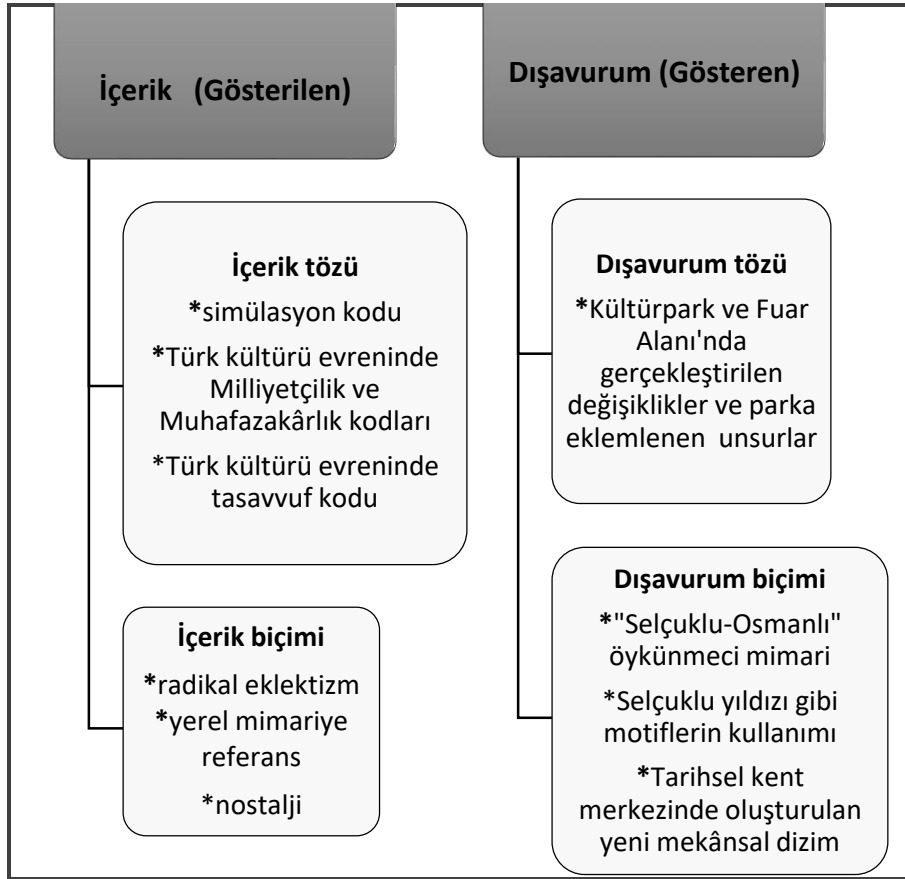 İçerik (Gösterilen)
İçerik tözü
*simülasyon kodu
*Türk kültürü evreninde
Milliyetçilik ve
Muhafazakârlık kodları
*Türk kültürü evreninde
tasavvuf kodu
İçerik biçimi
*radikal eklektizm
*yerel mimariye
referans
*nostalji
Dışavurum (Gösteren)
Dışavurum tözü
*Kültürpark ve Fuar
Alanı'nda
gerçekleştirilen
değişiklikler ve parka
eklemlenen unsurlar
Dışavurum biçimi
*"Selçuklu-Osmanlı"
öykünmeci mimari
*Selçuklu yıldızı gibi
motiflerin kullanımı
*Tarihsel kent
merkezinde oluşturulan
yeni mekânsal dizim